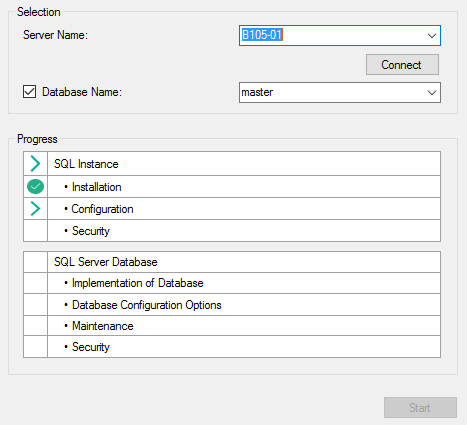 Selection
Server Name:
B105-01
Connect
Database Name:
master
Progress
SQL Instance
• Installation
• Configuration
• Security
SQL Server Database
• Implementation of Database
• Database Configuration Options
• Maintenance
• Security
Start